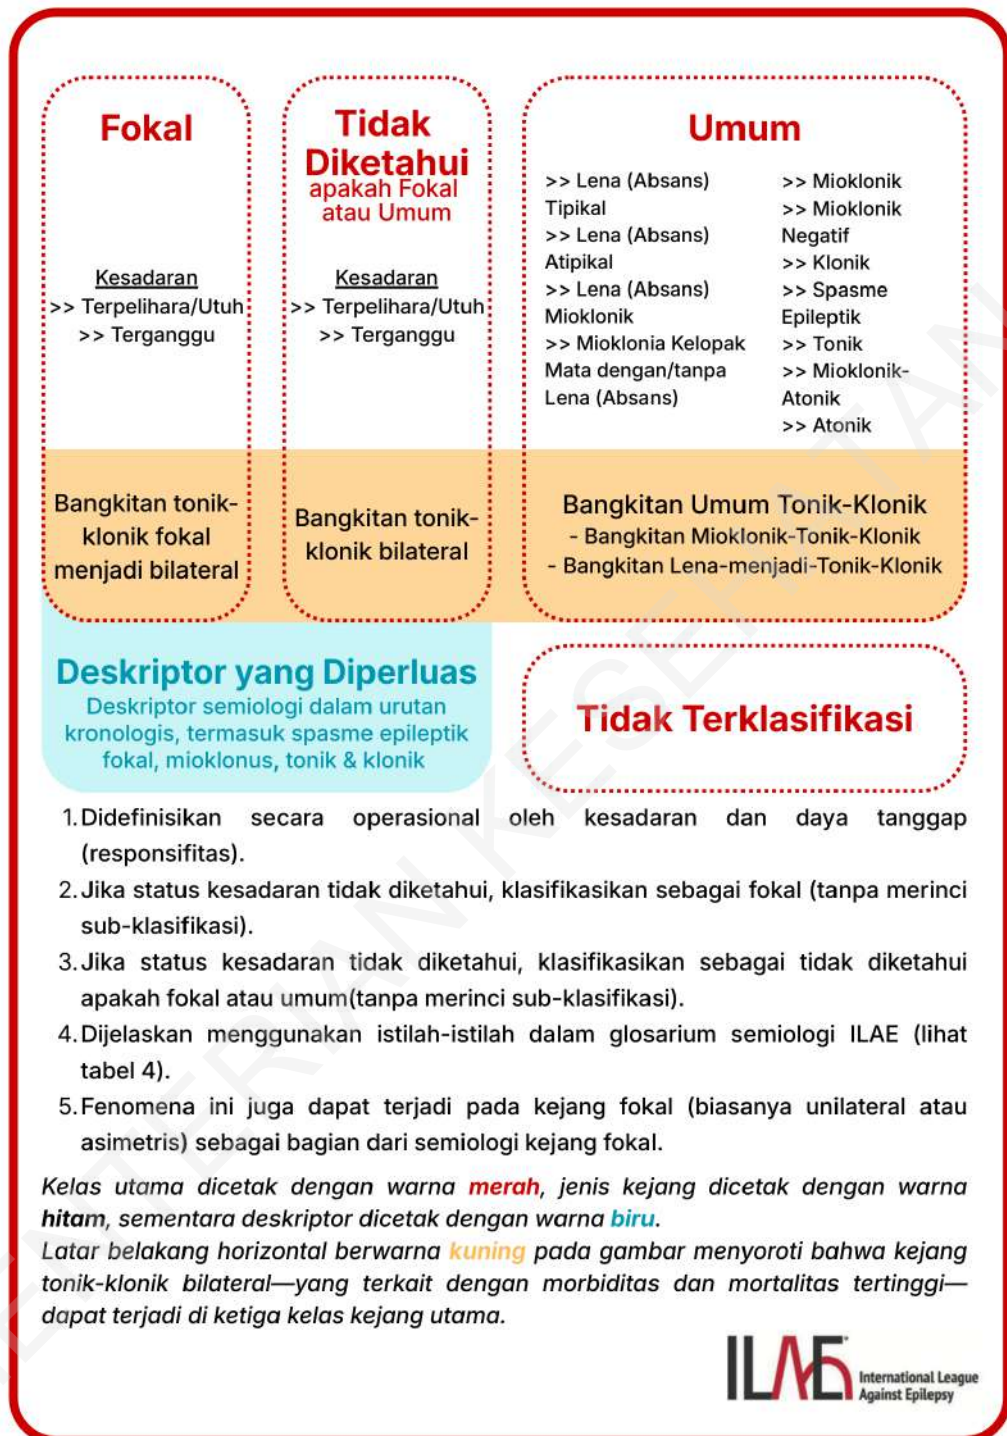 Fokal
Kesadaran
>> Terpelihara/Utuh
>> Terganggu
Bangkitan tonik-
klonik fokal
menjadi bilateral
Tidak
Diketahui
apakah Fokal
atau Umum
Kesadaran
>> Terpelihara/Utuh
>> Terganggu
Bangkitan tonik-
klonik bilateral
Umum
>> Lena (Absans)
Tipikal
>> Lena (Absans)
Atipikal
>> Lena (Absans)
Mioklonik
>> Mioklonia Kelopak
Mata dengan/tanpa
Lena (Absans)
>> Mioklonik
>> Mioklonik
Negatif
>> Klonik
>> Spasme
Epileptik
>> Tonik
>> Mioklonik-
Atonik
>> Atonik
Bangkitan Umum Tonik-Klonik
- Bangkitan Mioklonik-Tonik-Klonik
- Bangkitan Lena-menjadi-Tonik-Klonik
Deskriptor yang Diperluas
Deskriptor semiologi dalam urutan
kronologis, termasuk spasme epileptik
fokal, mioklonus, tonik & klonik
Tidak Terklasifikasi
1. Didefinisikan secara operasional oleh kesadaran dan daya tanggap
(responsifitas).
2. Jika status kesadaran tidak diketahui, klasifikasikan sebagai fokal (tanpa merinci
sub-klasifikasi).
3. Jika status kesadaran tidak diketahui, klasifikasikan sebagai tidak diketahui
apakah fokal atau umum(tanpa merinci sub-klasifikasi).
4. Dijelaskan menggunakan istilah-istilah dalam glosarium semiologi ILAE (lihat
tabel 4).
5. Fenomena ini juga dapat terjadi pada kejang fokal (biasanya unilateral atau
asimetris) sebagai bagian dari semiologi kejang fokal.
Kelas utama dicetak dengan warna merah, jenis kejang dicetak dengan warna
hitam, sementara deskriptor dicetak dengan warna biru.
Latar belakang horizontal berwarna kuning pada gambar menyoroti bahwa kejang
tonik-klonik bilateral—yang terkait dengan morbiditas dan mortalitas tertinggi—
dapat terjadi di ketiga kelas kejang utama.
ILAE
International League
Against Epilepsy
ENTERIAN KESEHATAN